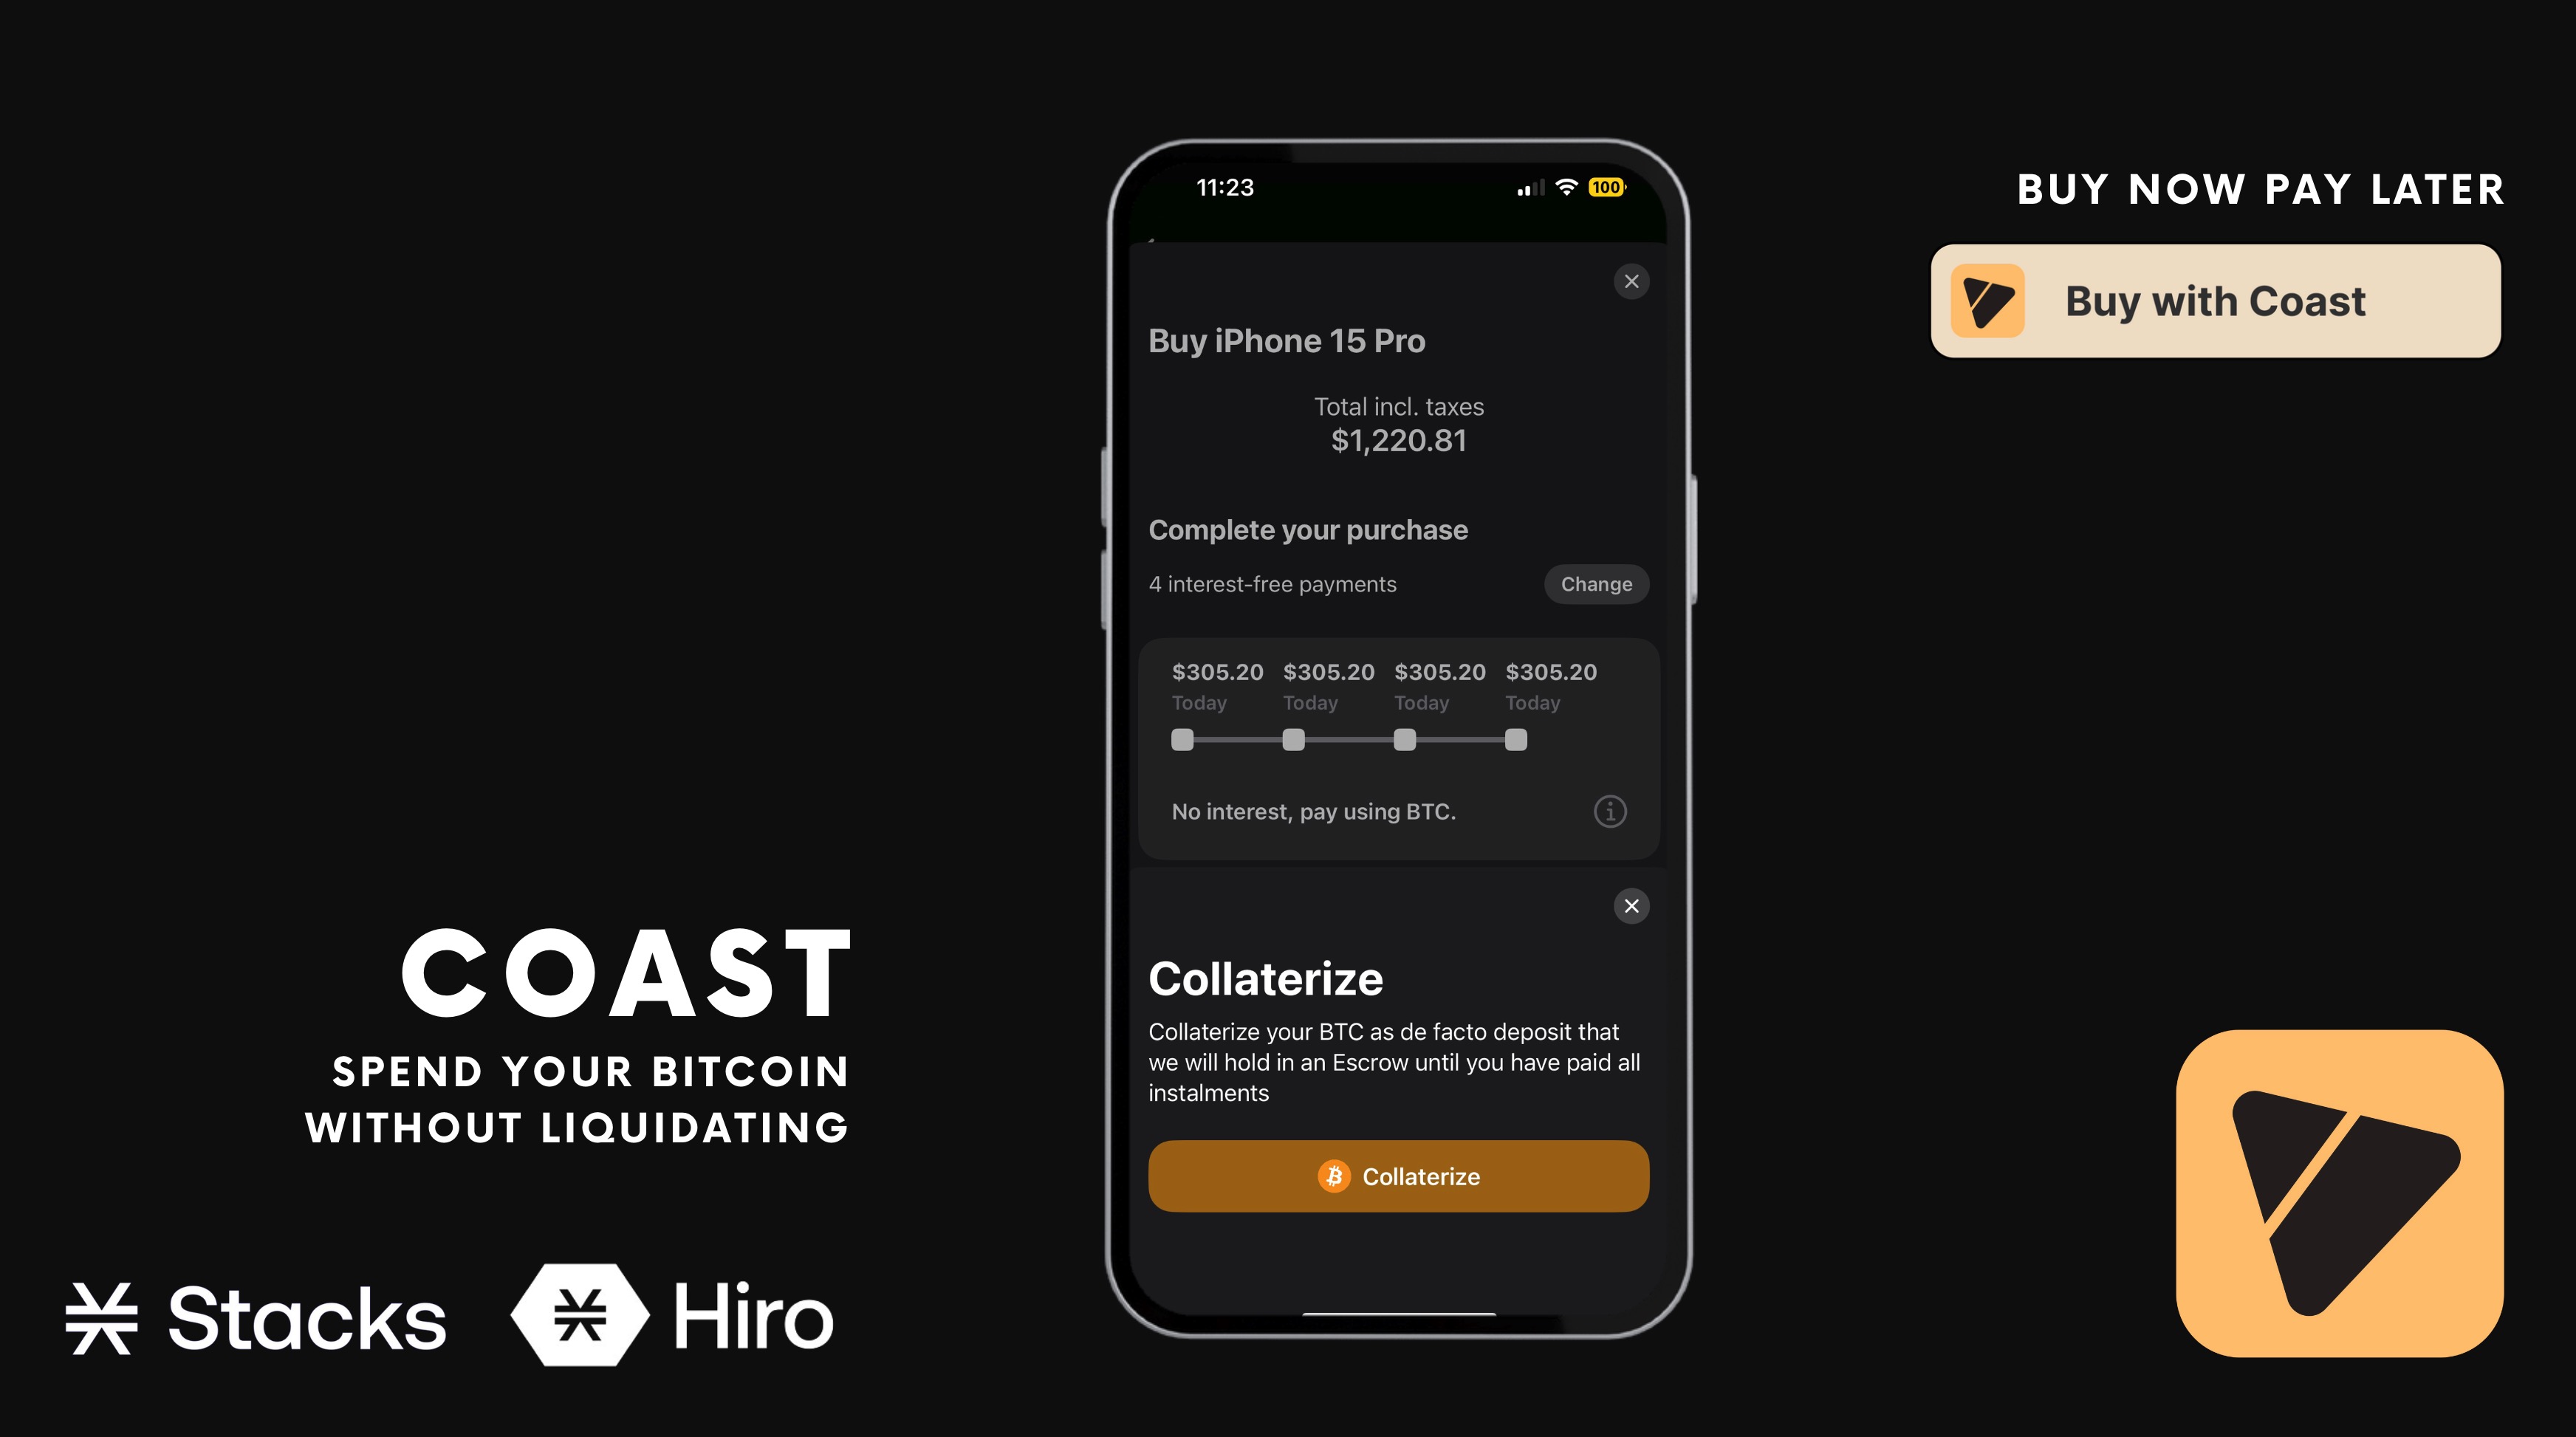 11:23
100
Buy iPhone 15 Pro
Total incl. taxes
$1,220.81
Complete your purchase
4 interest-free payments
Change
$305.20 $305.20 $305.20 $305.20
Today Today Today Today
No interest, pay using BTC.
Collaterize
Collaterize your BTC as de facto deposit that
we will hold in an Escrow until you have paid all
instalments
Collaterize
BUY NOW PAY LATER
Buy with Coast
COAST
SPEND YOUR BITCOIN
WITHOUT LIQUIDATING
Stacks
Hiro